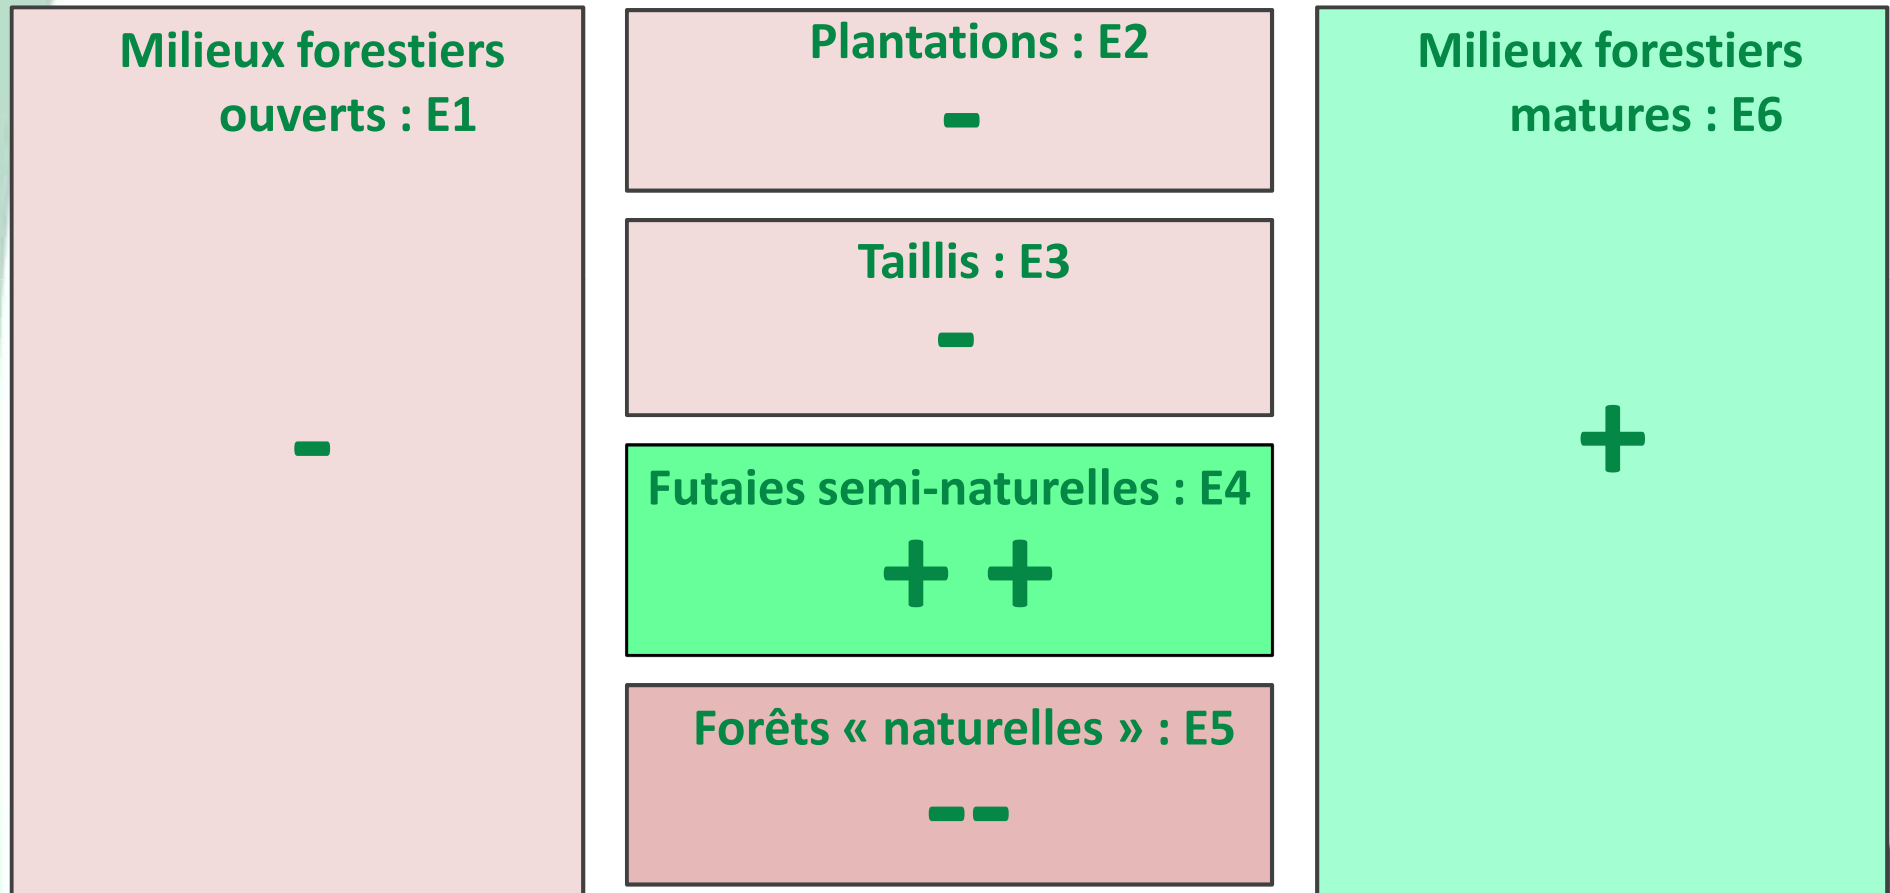 Milieux forestiers
ouverts : E1
-
Plantations : E2
-
Taillis : E3
-
Futaies semi-naturelles : E4
+ +
Forêts « naturelles » : E5
--
Milieux forestiers
matures : E6
+